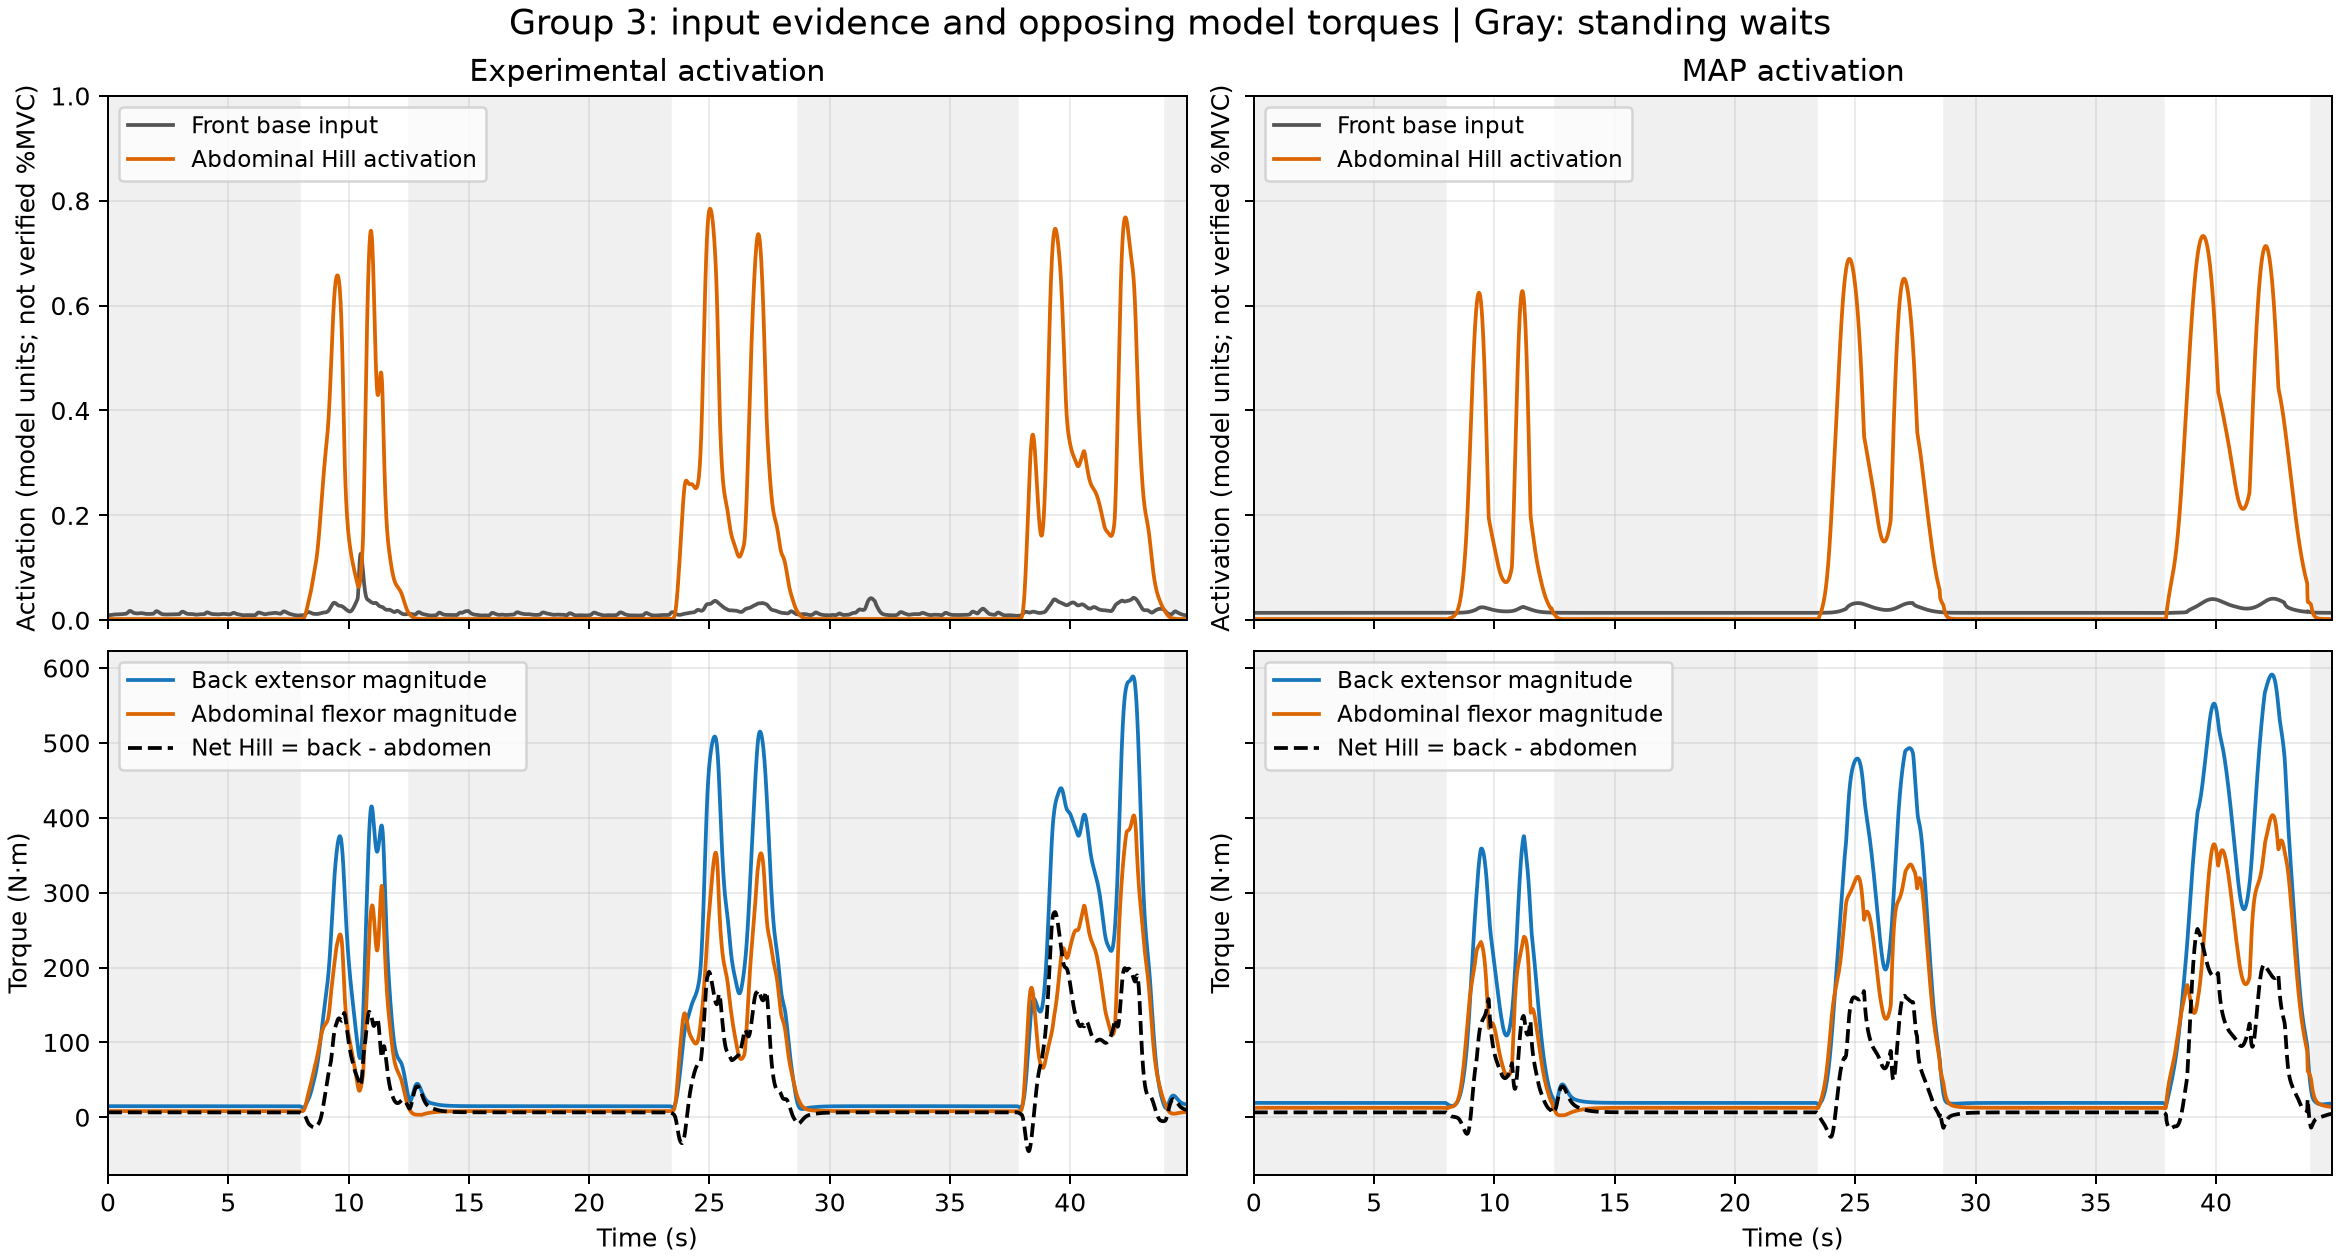 Group 3: input evidence and opposing model torques | Gray: standing waits
Experimental activation
Activation (model units; not verified %MVC)
1.0
0.8
0.6
0.4
0.2
0.0
Front base input
Abdominal Hill activation
MAP activation
Activation (model units; not verified %MVC)
Front base input
Abdominal Hill activation
Torque (N·m)
600
500
400
300
200
100
0
Back extensor magnitude
Abdominal flexor magnitude
Net Hill = back - abdomen
0 5 10 15 20 25 30 35 40
Time (s)
Torque (N·m)
Back extensor magnitude
Abdominal flexor magnitude
Net Hill = back - abdomen
0 5 10 15 20 25 30 35 40
Time (s)